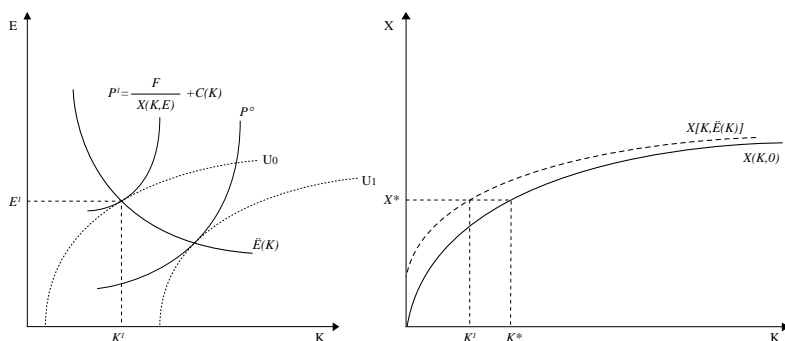 E
P¹= F
X(K,E) +C(K)
P°
U0
E¹
Ë(K)
U1
K¹
K
X
X[K,Ë(K)]
X(K,0)
X*
K¹
K*
K